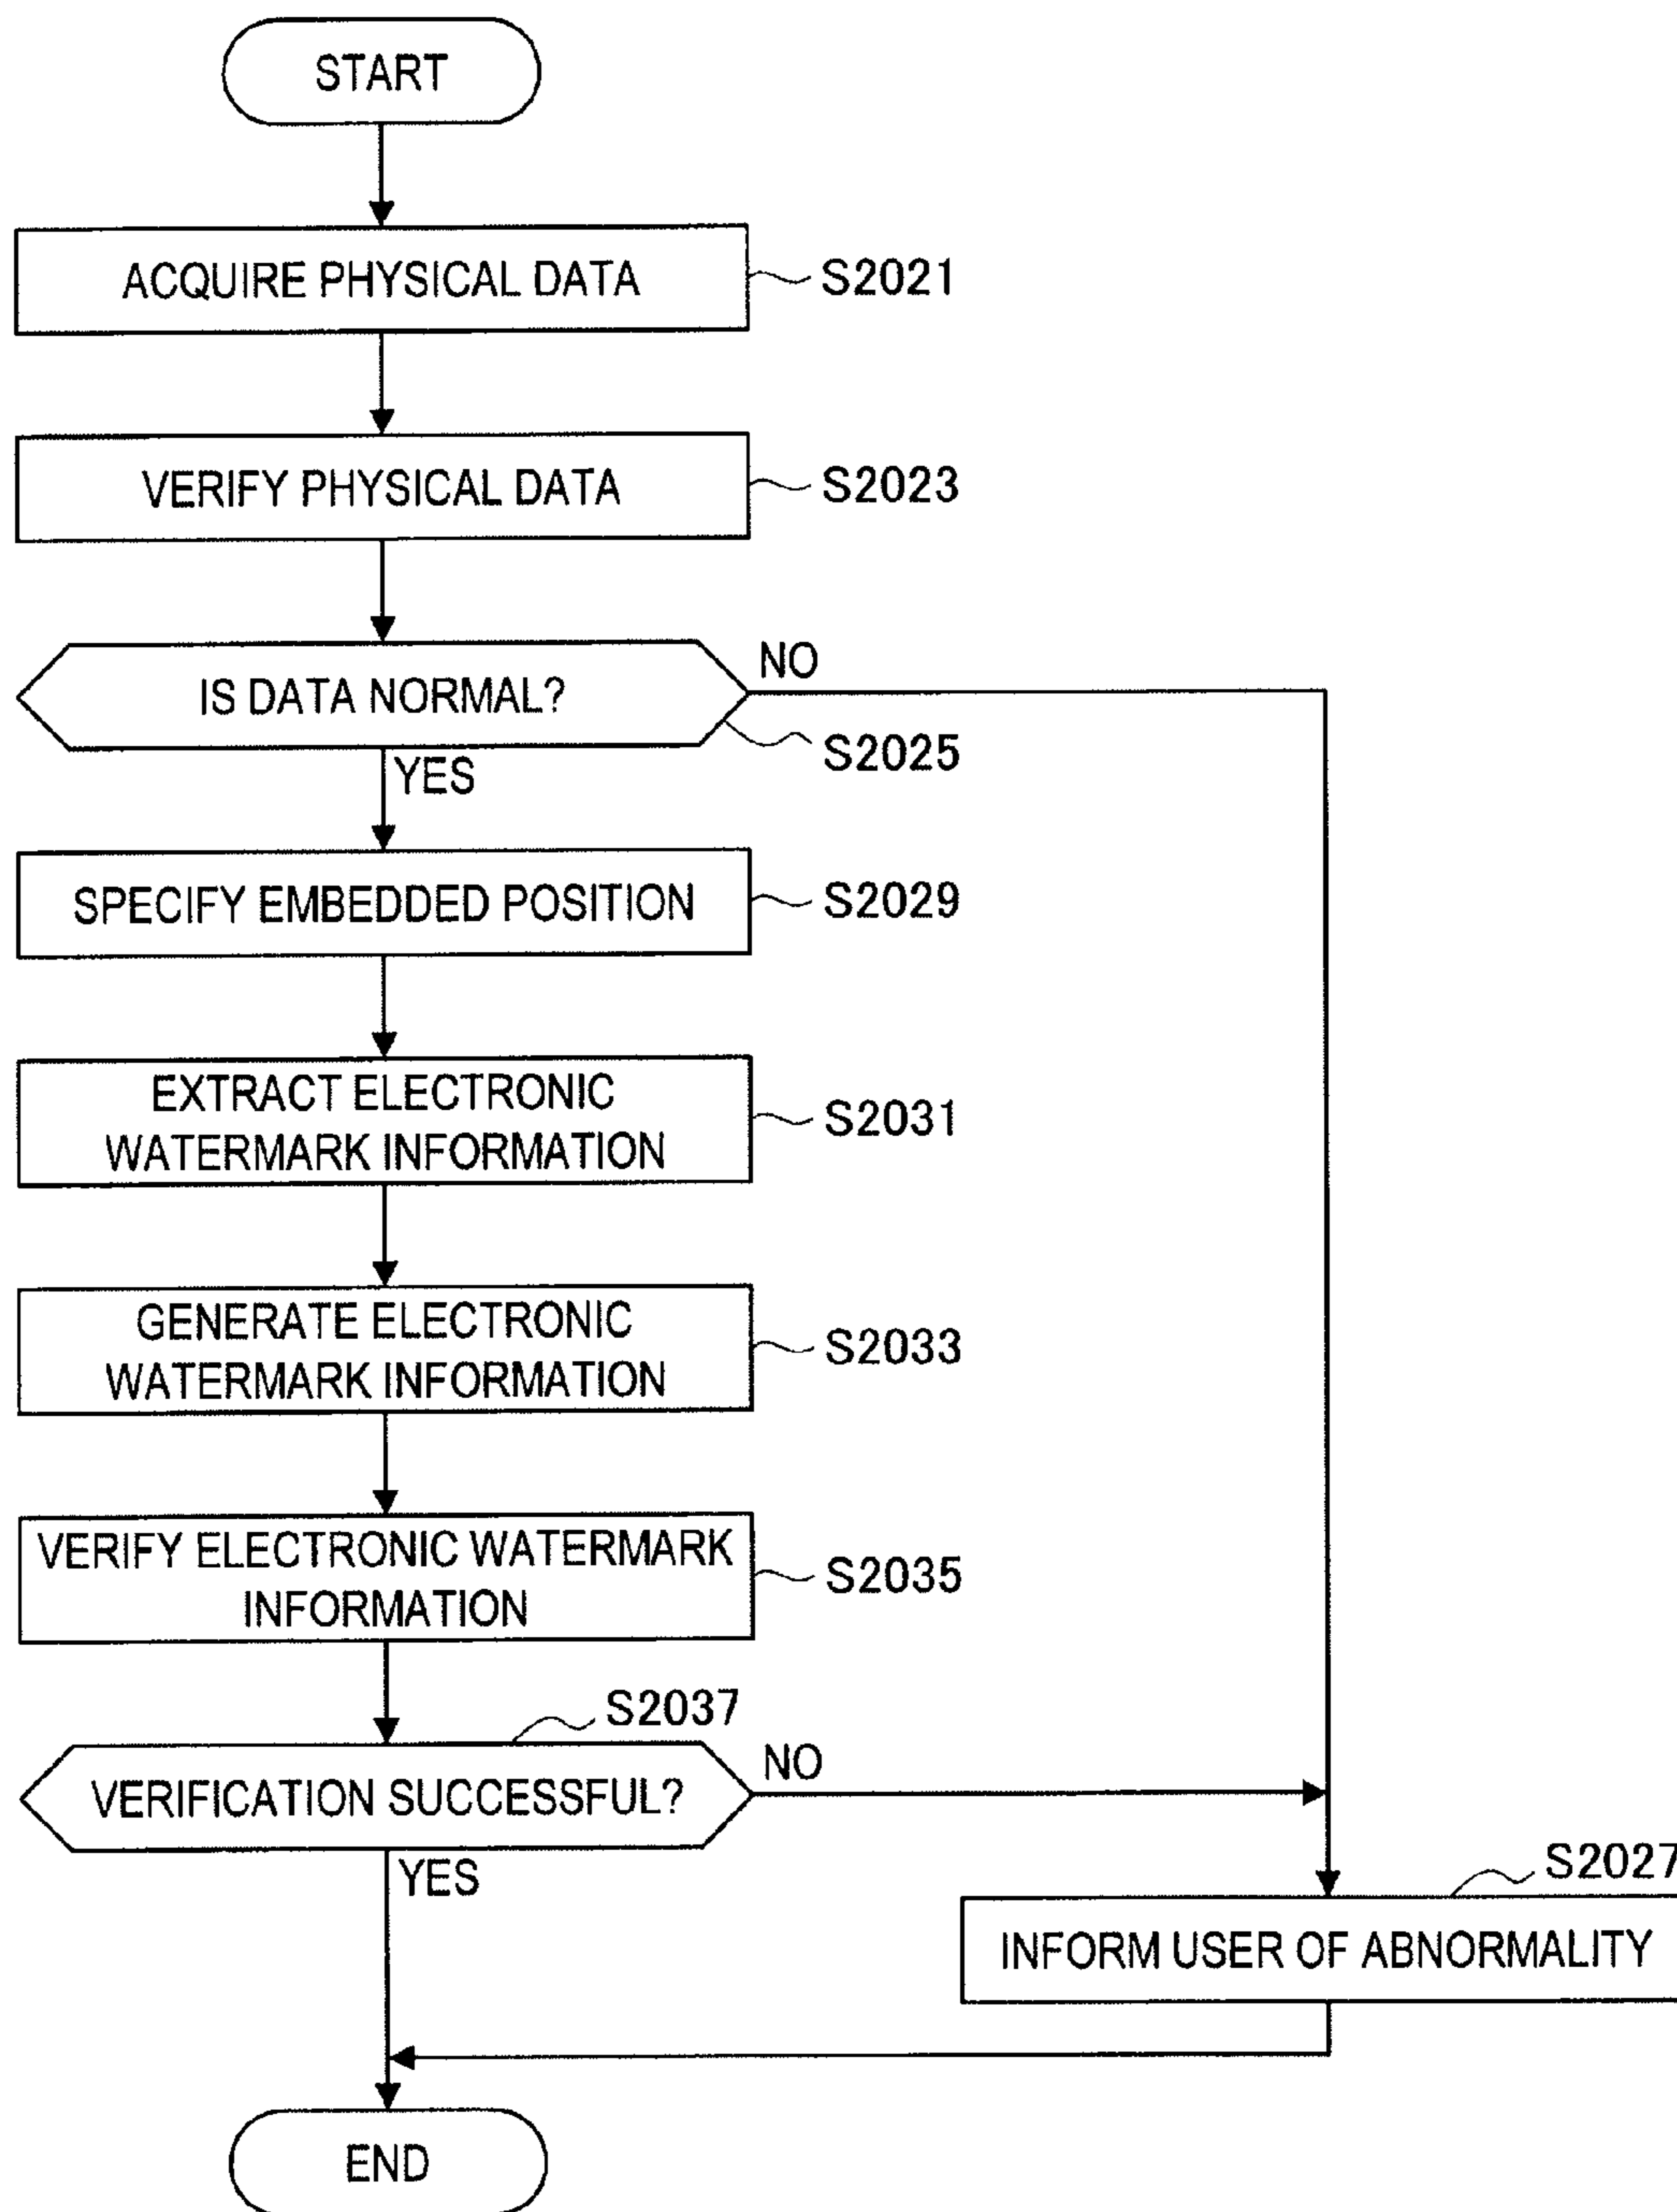 START
ACQUIRE PHYSICAL DATA
S2021
VERIFY PHYSICAL DATA
S2023
IS DATA NORMAL?
NO
S2025
YES
SPECIFY EMBEDDED POSITION
S2029
EXTRACT ELECTRONIC
WATERMARK INFORMATION
S2031
GENERATE ELECTRONIC
WATERMARK INFORMATION
S2033
VERIFY ELECTRONIC WATERMARK
INFORMATION
S2035
S2037
VERIFICATION SUCCESSFUL?
NO
YES
S2027
INFORM USER OF ABNORMALITY
END